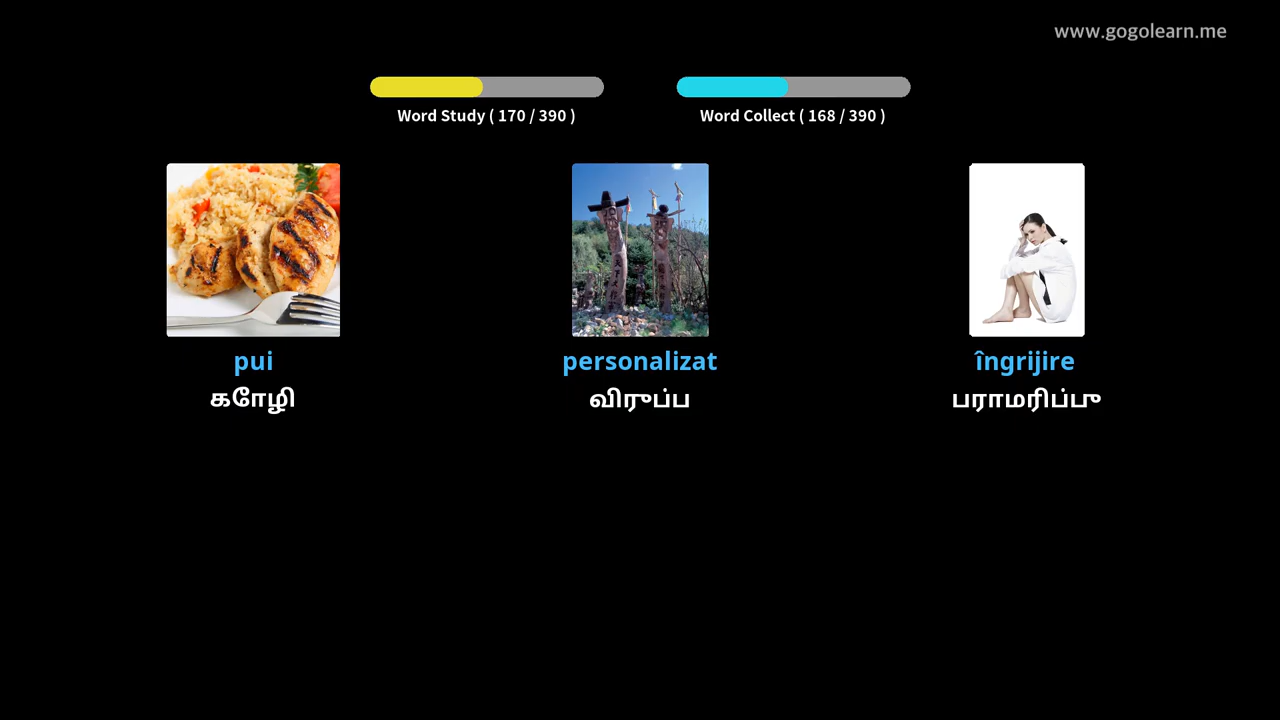 www.gogolearn.me
Word Study ( 170 / 390 )
Word Collect ( 168 / 390 )
pui
personalizat
îngrijire
கோழி
விருப்ப
பராமரிப்பு